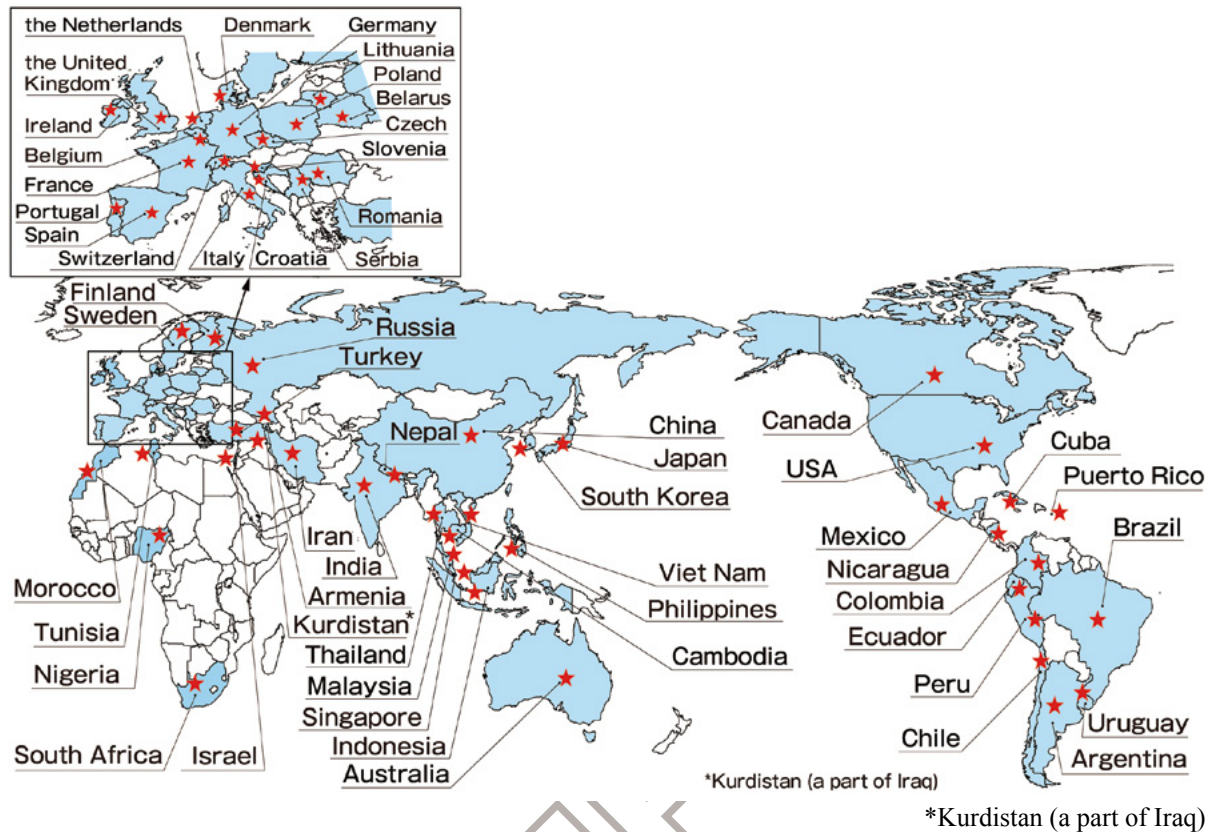 the Netherlands
Denmark
Germany
Lithuania
the United
Kingdom
Poland
Belarus
Ireland
Czech
Belgium
Slovenia
France
Portugal
Romania
Spain
Switzerland
Italy
Croatia
Serbia
Finland
Sweden
Russia
Turkey
Nepal
China
Japan
South Korea
Canada
USA
Cuba
Puerto Rico
Mexico
Brazil
Nicaragua
Colombia
Ecuador
Peru
Chile
Uruguay
Argentina
Iran
India
Armenia
Kurdistan*
Thailand
Malaysia
Singapore
Indonesia
Australia
Viet Nam
Philippines
Cambodia
Morocco
Tunisia
Nigeria
South Africa
Israel
*Kurdistan (a part of Iraq)
*Kurdistan (a part of Iraq)